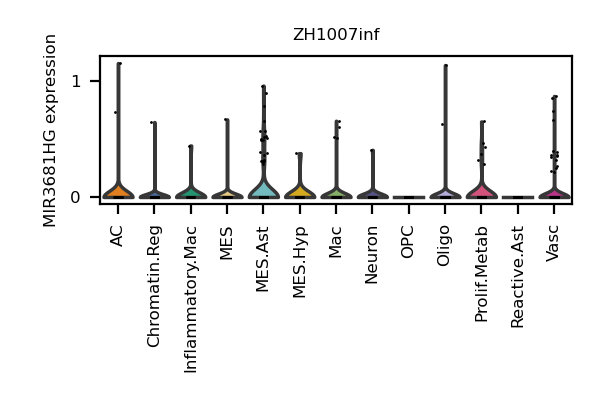 ZH1007inf
MIR3681HG expression
1
0
AC
Chromatin.Reg
Inflammatory.Mac
MES
MES.Ast
MES.Hyp
Mac
Neuron
OPC
Oligo
Prolif.Metab
Reactive.Ast
Vasc